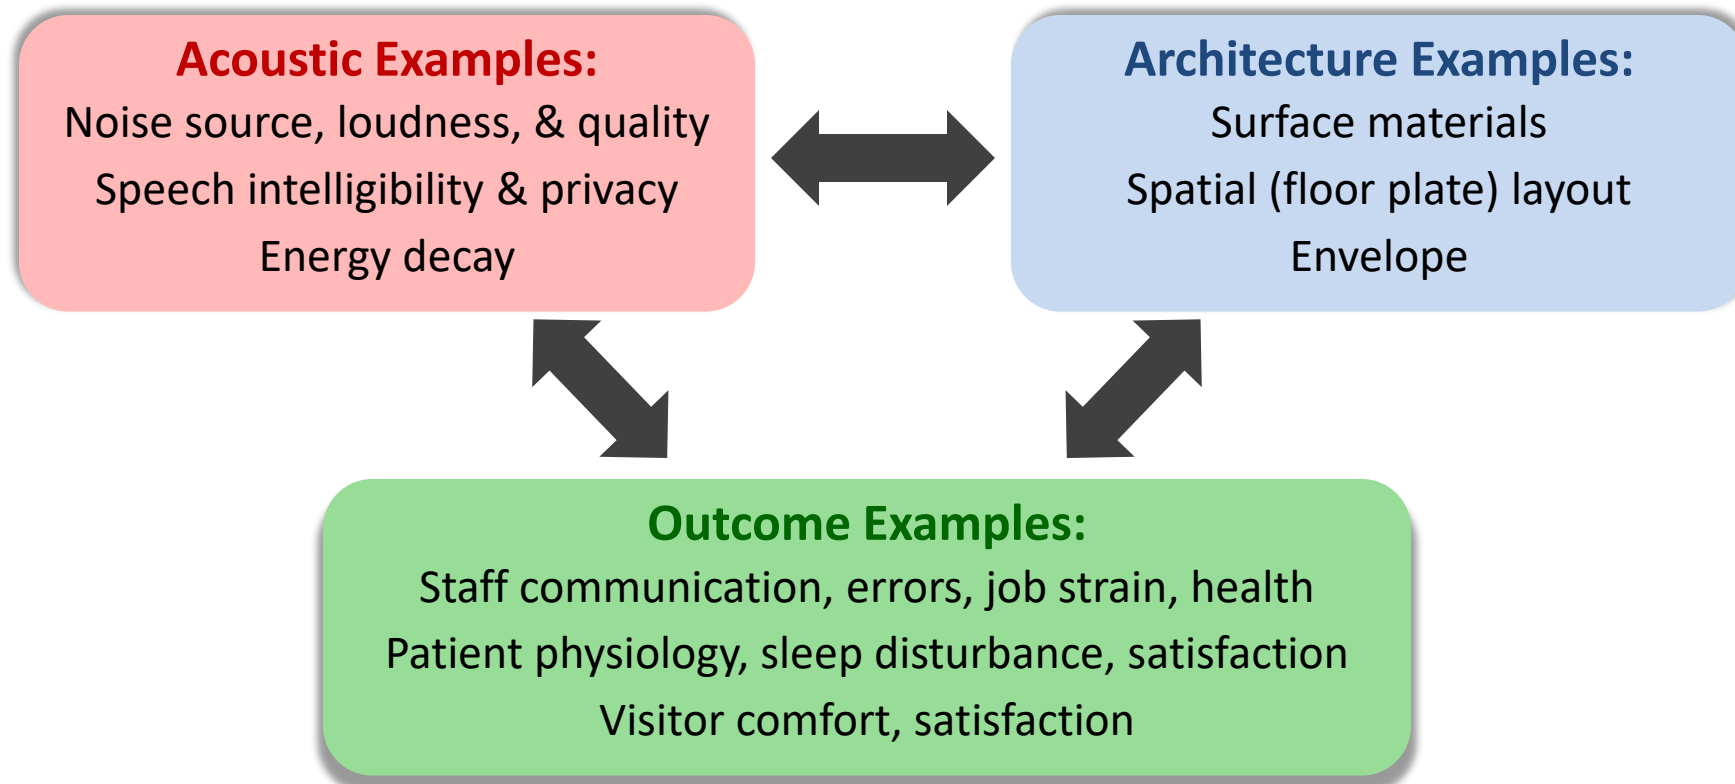 Acoustic Examples:
Noise source, loudness, & quality
Speech intelligibility & privacy
Energy decay
Architecture Examples:
Surface materials
Spatial (floor plate) layout
Envelope
Outcome Examples:
Staff communication, errors, job strain, health
Patient physiology, sleep disturbance, satisfaction
Visitor comfort, satisfaction